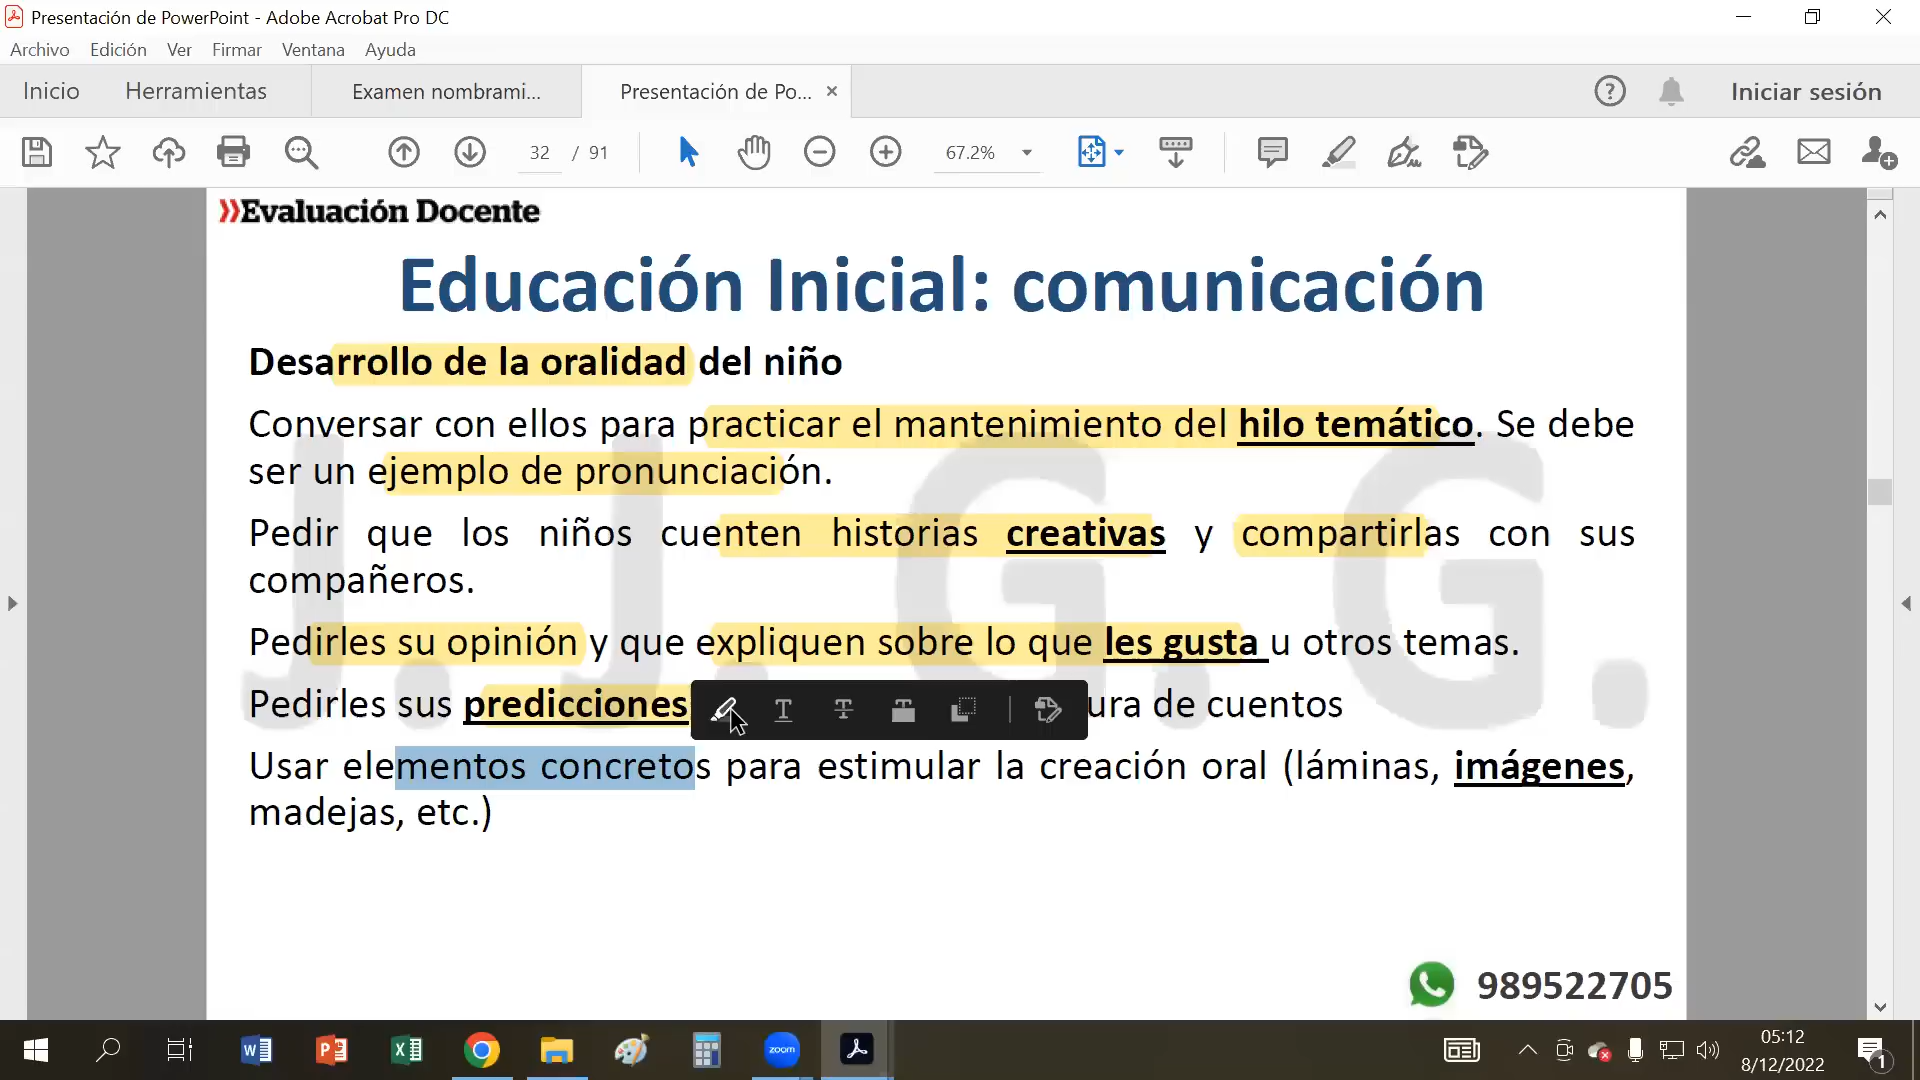 Presentación de PowerPoint - Adobe Acrobat Pro DC
Archivo Edición Ver Firmar Ventana Ayuda
Inicio Herramientas Examen nombrami... Presentación de Po... Iniciar sesión
32 / 91 67.2%
Evaluación Docente
Educación Inicial: comunicación
Desarrollo de la oralidad del niño
Conversar con ellos para practicar el mantenimiento del hilo temático. Se debe
ser un ejemplo de pronunciación.
Pedir que los niños cuenten historias creativas y compartirlas con sus
compañeros.
Pedirles su opinión y que expliquen sobre lo que les gusta u otros temas.
Pedirles sus predicciones ura de cuentos
Usar elementos concretos para estimular la creación oral (láminas, imágenes,
madejas, etc.)
J. J. G. G.
989522705
zoom
05:12
8/12/2022
1